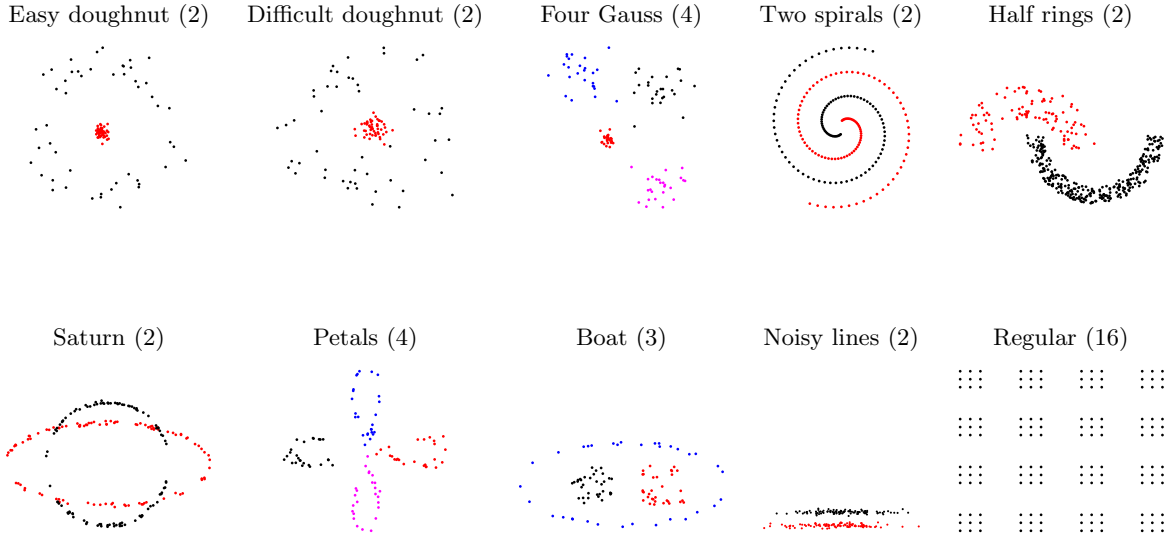 Easy doughnut (2)
Difficult doughnut (2)
Four Gauss (4)
Two spirals (2)
Half rings (2)
Saturn (2)
Petals (4)
Boat (3)
Noisy lines (2)
Regular (16)